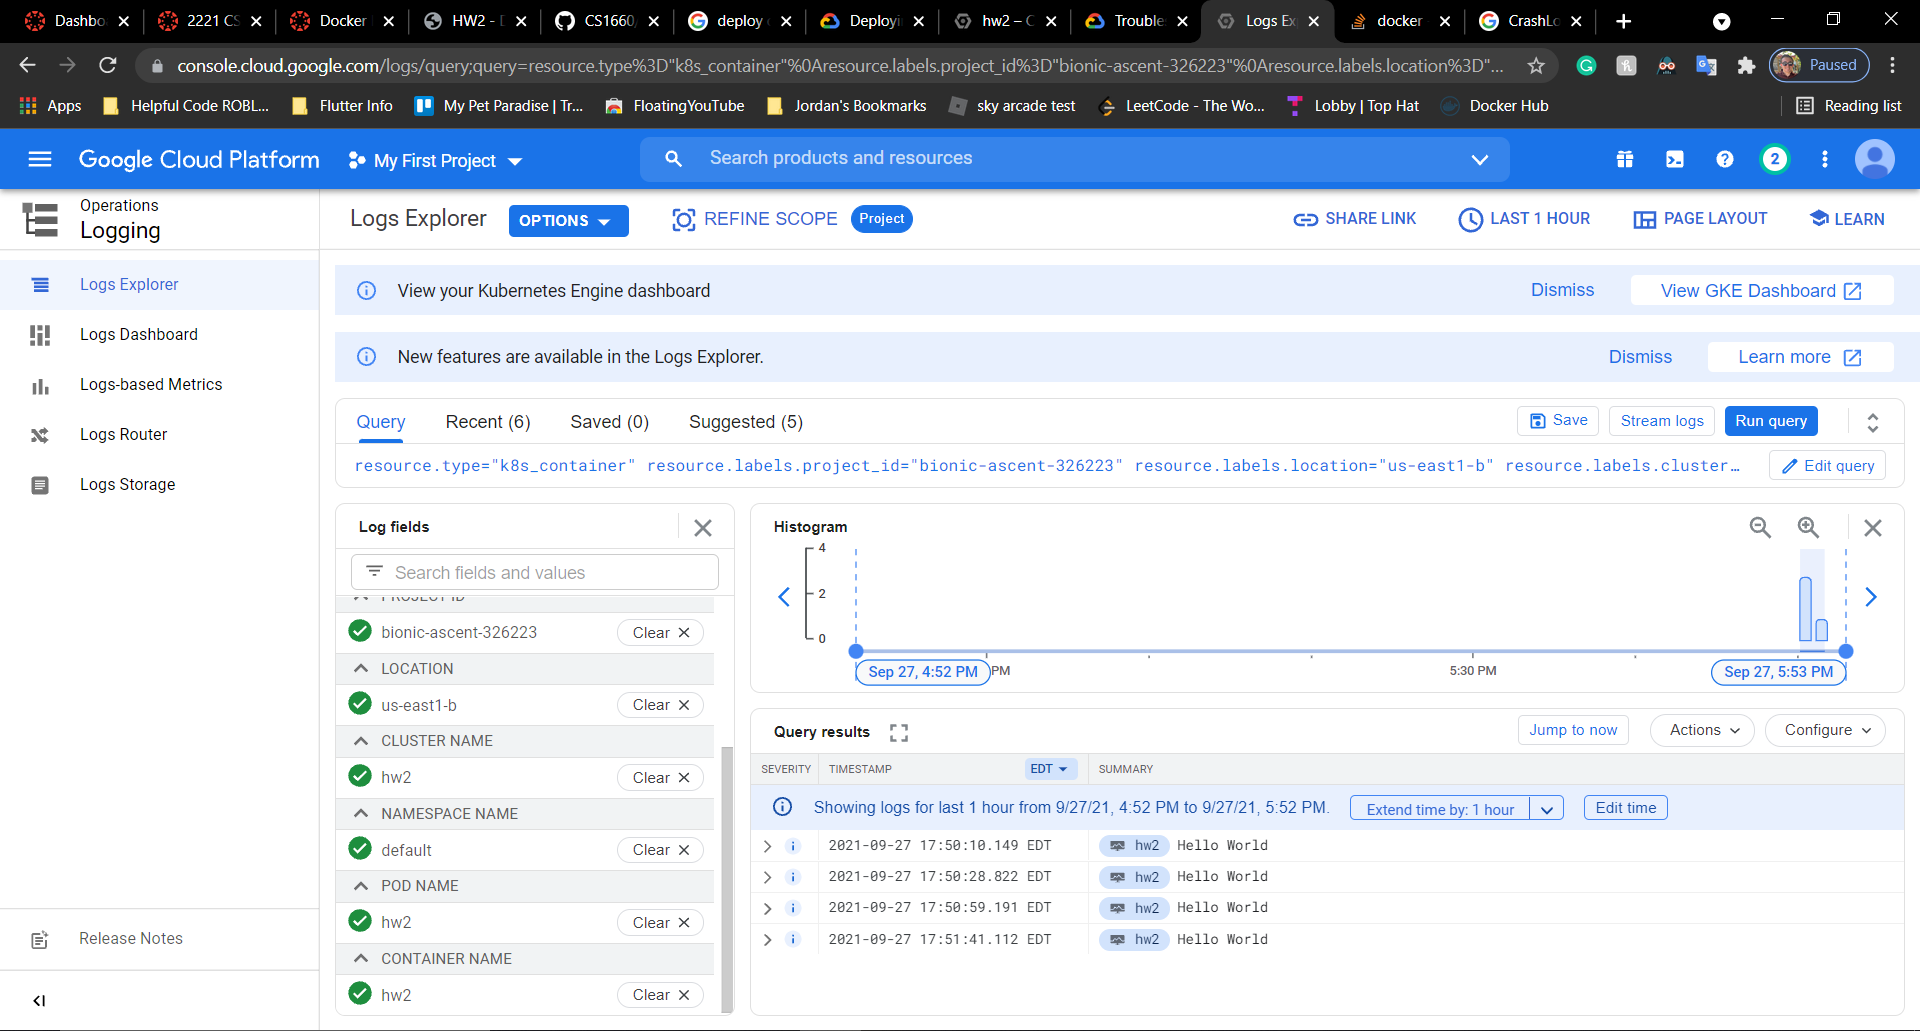 Dashbo
2221 CS
Docker
HW2 - D
CS1660
deploy
Deployi
hw2 – C
Trouble
Logs Ex
docker
CrashLo
console.cloud.google.com/logs/query;query=resource.type%3D"k8s_container"%0Aresource.labels.project_id%3D"bionic-ascent-326223"%0Aresource.labels.location%3D"...
Paused
Apps
Helpful Code ROBL...
Flutter Info
My Pet Paradise | Tr...
FloatingYouTube
Jordan's Bookmarks
sky arcade test
LeetCode - The Wo...
Lobby | Top Hat
Docker Hub
Reading list
Google Cloud Platform
My First Project
Search products and resources
2
Operations
Logging
Logs Explorer
OPTIONS
REFINE SCOPE
Project
SHARE LINK
LAST 1 HOUR
PAGE LAYOUT
LEARN
Logs Explorer
Logs Dashboard
Logs-based Metrics
Logs Router
Logs Storage
Release Notes
View your Kubernetes Engine dashboard
Dismiss
View GKE Dashboard
New features are available in the Logs Explorer.
Dismiss
Learn more
Query
Recent (6)
Saved (0)
Suggested (5)
Save
Stream logs
Run query
resource.type="k8s_container" resource.labels.project_id="bionic-ascent-326223" resource.labels.location="us-east1-b" resource.labels.cluster…
Edit query
Log fields
Search fields and values
PROJECT ID
bionic-ascent-326223
Clear
LOCATION
us-east1-b
Clear
CLUSTER NAME
hw2
Clear
NAMESPACE NAME
default
Clear
POD NAME
hw2
Clear
CONTAINER NAME
hw2
Clear
Histogram
4
2
0
Sep 27, 4:52 PM
PM
5:30 PM
Sep 27, 5:53 PM
Query results
Jump to now
Actions
Configure
SEVERITY
TIMESTAMP
EDT
SUMMARY
Showing logs for last 1 hour from 9/27/21, 4:52 PM to 9/27/21, 5:52 PM.
Extend time by: 1 hour
Edit time
2021-09-27 17:50:10.149 EDT hw2 Hello World
2021-09-27 17:50:28.822 EDT hw2 Hello World
2021-09-27 17:50:59.191 EDT hw2 Hello World
2021-09-27 17:51:41.112 EDT hw2 Hello World